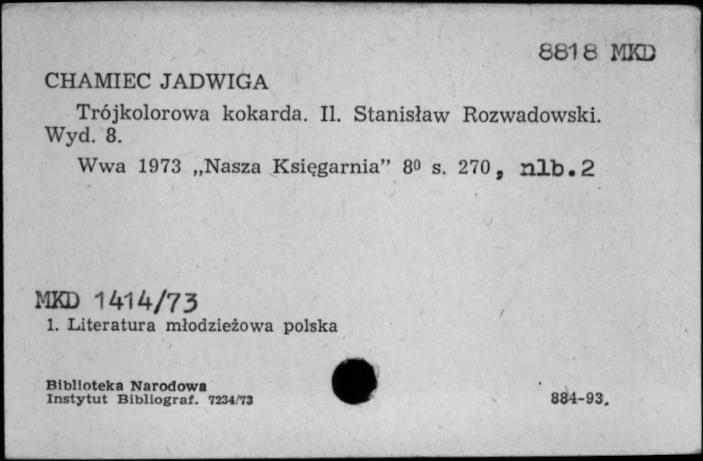 8818 MKD
CHAMIEC JADWIGA
Trójkolorowa kokarda. Il. Stanisław Rozwadowski.
Wyd. 8.
Wwa 1973 „Nasza Księgarnia” 8⁰ s. 270, nlb.2
MKD 1414/73
1. Literatura młodzieżowa polska
Biblioteka Narodowa
Instytut Bibliograf. 7234/73
884-93.